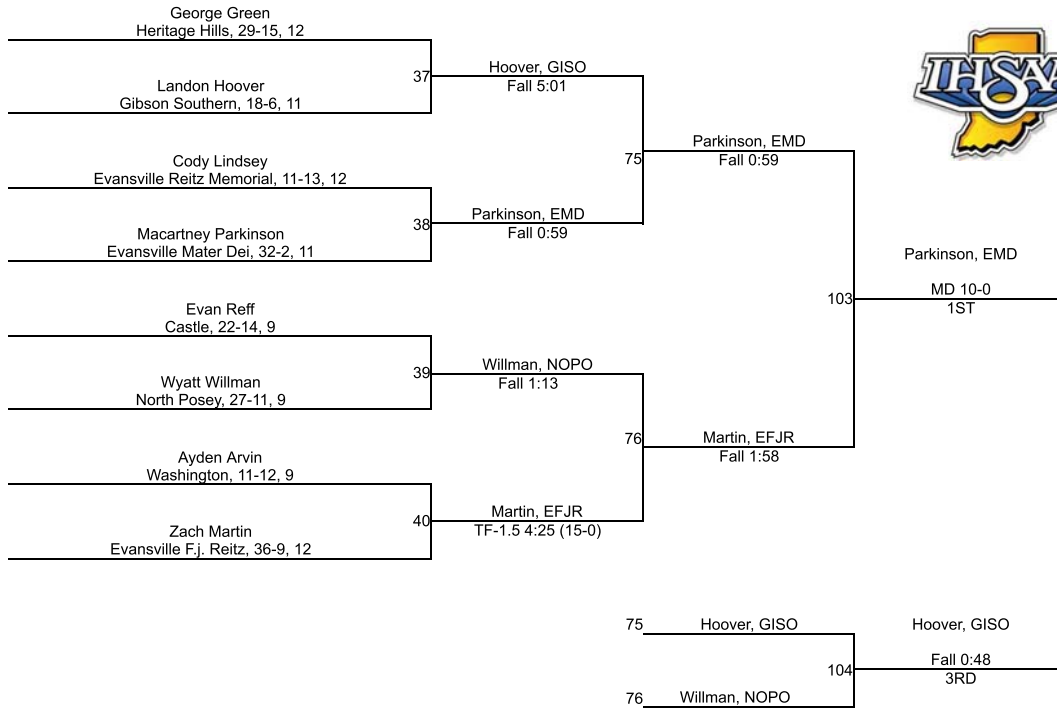 George Green
Heritage Hills, 29-15, 12
37
Landon Hoover
Gibson Southern, 18-6, 11
Hoover, GISO
Fall 5:01
75
Cody Lindsey
Evansville Reitz Memorial, 11-13, 12
38
Macartney Parkinson
Evansville Mater Dei, 32-2, 11
Parkinson, EMD
Fall 0:59
Parkinson, EMD
Fall 0:59
103
Evan Reff
Castle, 22-14, 9
39
Wyatt Willman
North Posey, 27-11, 9
Willman, NOPO
Fall 1:13
76
Ayden Arvin
Washington, 11-12, 9
40
Zach Martin
Evansville F.j. Reitz, 36-9, 12
Martin, EFJR
TF-1.5 4:25 (15-0)
Martin, EFJR
Fall 1:58
Parkinson, EMD
MD 10-0
1ST
IHSAA
75
Hoover, GISO
104
76
Willman, NOPO
Hoover, GISO
Fall 0:48
3RD